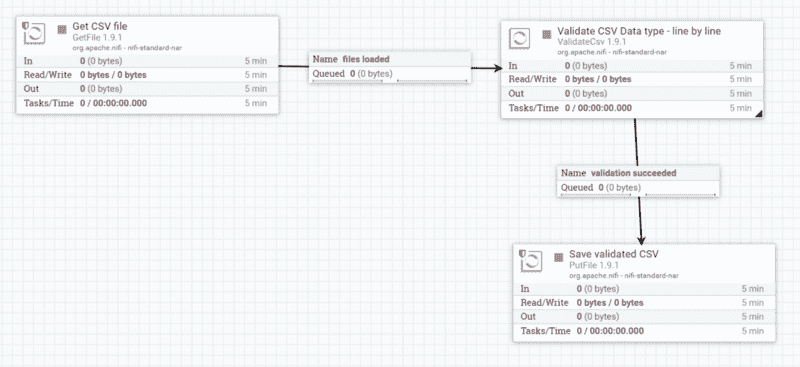 Get CSV file
GetFile 1.9.1
org.apache.nifi - nifi-standard-nar
In 0 (0 bytes) 5 min
Read/Write 0 bytes / 0 bytes 5 min
Out 0 (0 bytes) 5 min
Tasks/Time 0 / 00:00:00.000 5 min
Name files loaded
Queued 0 (0 bytes)
Validate CSV Data type - line by line
ValidateCsv 1.9.1
org.apache.nifi - nifi-standard-nar
In 0 (0 bytes) 5 min
Read/Write 0 bytes / 0 bytes 5 min
Out 0 (0 bytes) 5 min
Tasks/Time 0 / 00:00:00.000 5 min
Name validation succeeded
Queued 0 (0 bytes)
Save validated CSV
PutFile 1.9.1
org.apache.nifi - nifi-standard-nar
In 0 (0 bytes) 5 min
Read/Write 0 bytes / 0 bytes 5 min
Out 0 (0 bytes) 5 min
Tasks/Time 0 / 00:00:00.000 5 min